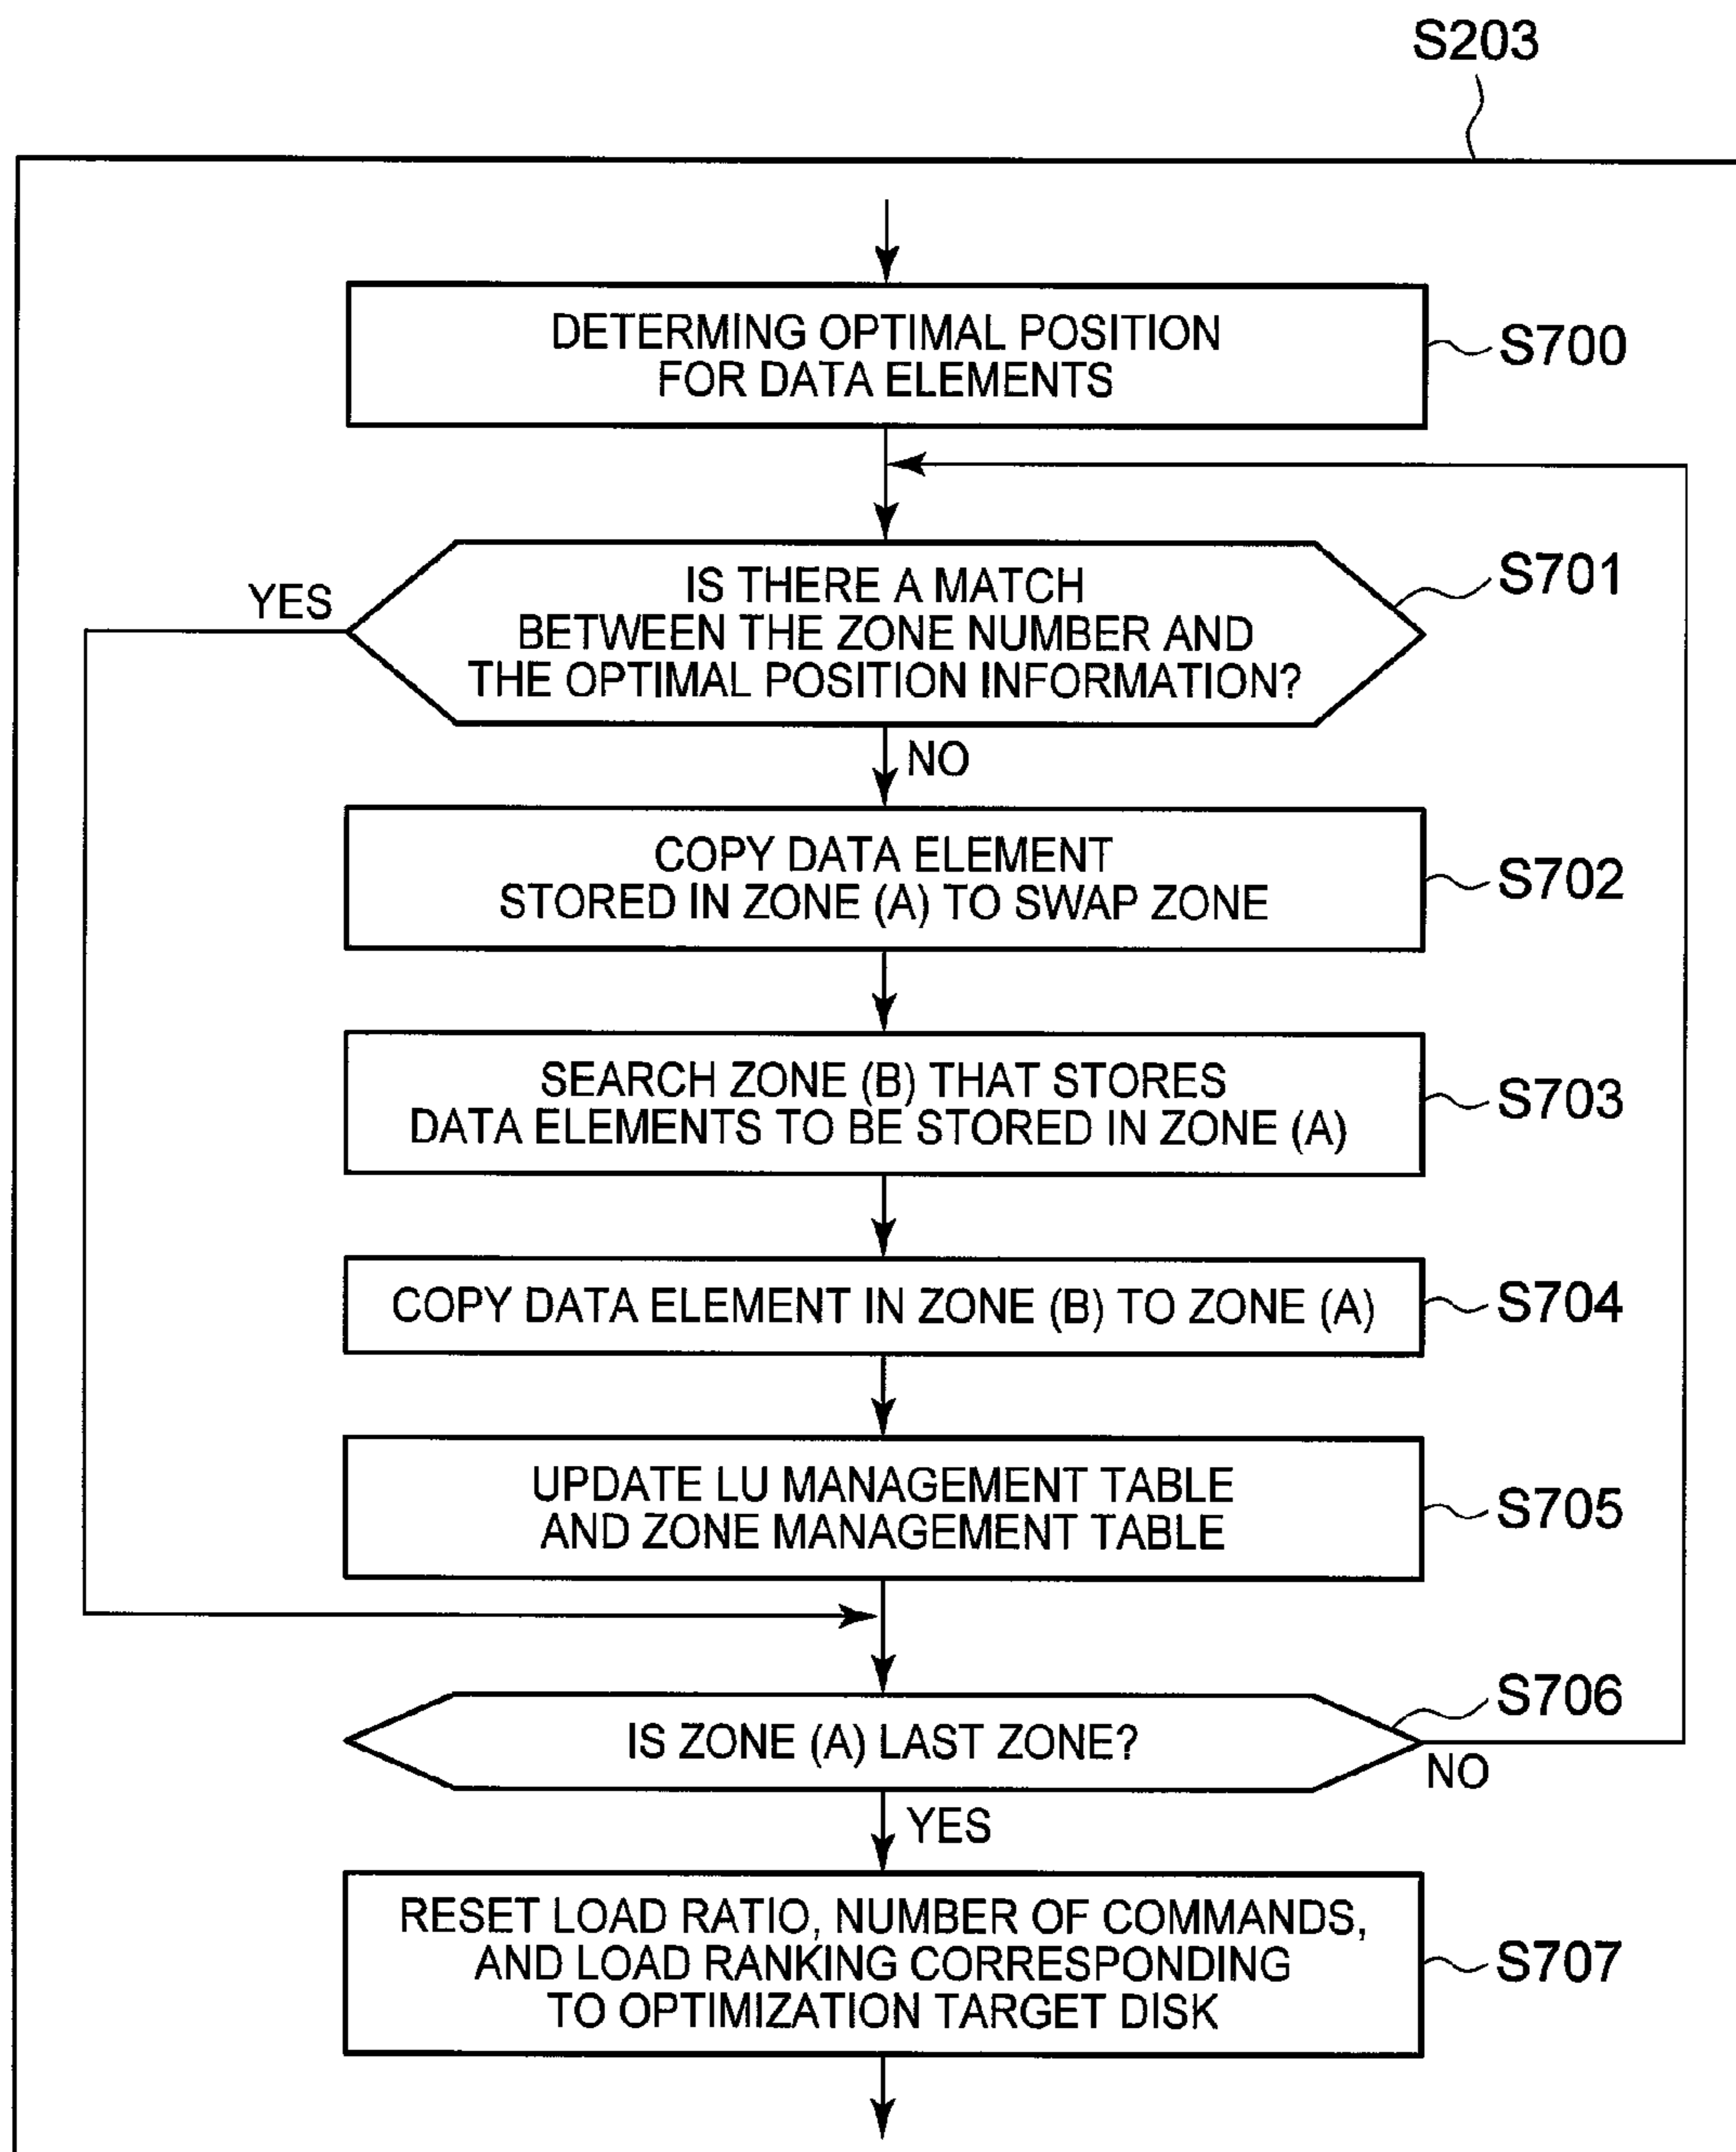 S203
DETERMING OPTIMAL POSITION
FOR DATA ELEMENTS
S700
IS THERE A MATCH
BETWEEN THE ZONE NUMBER AND
THE OPTIMAL POSITION INFORMATION?
S701
YES
NO
COPY DATA ELEMENT
STORED IN ZONE (A) TO SWAP ZONE
S702
SEARCH ZONE (B) THAT STORES
DATA ELEMENTS TO BE STORED IN ZONE (A)
S703
COPY DATA ELEMENT IN ZONE (B) TO ZONE (A)
S704
UPDATE LU MANAGEMENT TABLE
AND ZONE MANAGEMENT TABLE
S705
IS ZONE (A) LAST ZONE?
S706
NO
YES
RESET LOAD RATIO, NUMBER OF COMMANDS,
AND LOAD RANKING CORRESPONDING
TO OPTIMIZATION TARGET DISK
S707